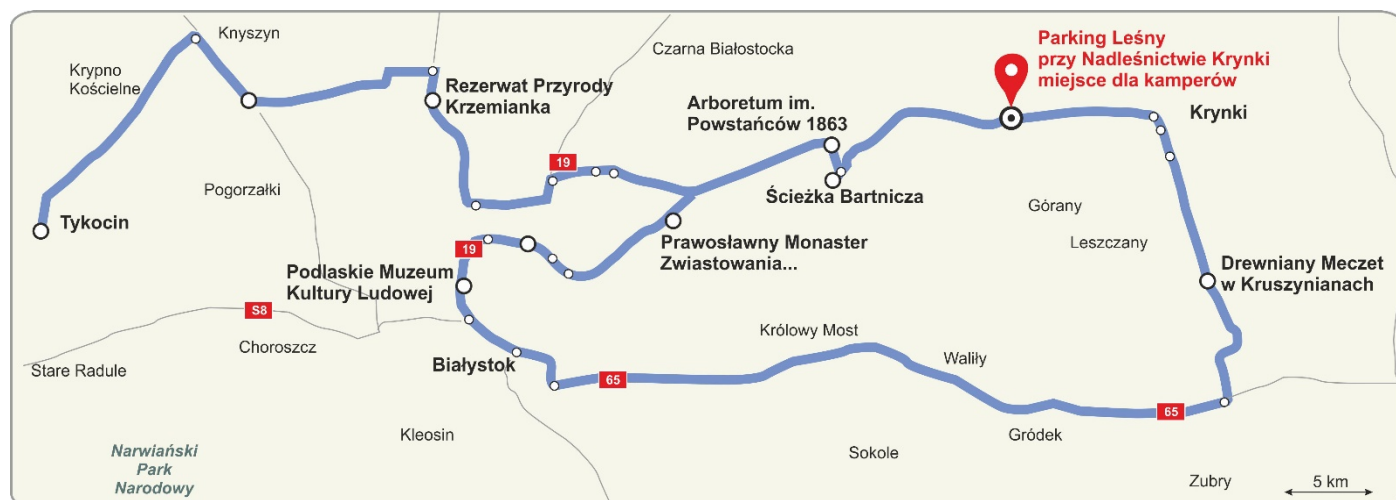 Knyszyn
Krypno
Kościelne
Czarna Białostocka
Parking Leśny
przy Nadleśnictwie Krynki
miejsce dla kamperów
Rezerwat Przyrody
Krzemianka
Arboretum im.
Powstańców 1863
Krynki
19
Pogorzałki
Ścieżka Bartnicza
Górany
Tykocin
Leszczany
19
Prawosławny Monaster
Zwiastowania...
Podlaskie Muzeum
Kultury Ludowej
Drewniany Meczet
w Kruszynianach
S8
Choroszcz
Królowy Most
Białystok
Waliły
Stare Radule
65
65
Kleosin
Gródek
Sokole
Narwiański
Park
Narodowy
Zubry
5 km